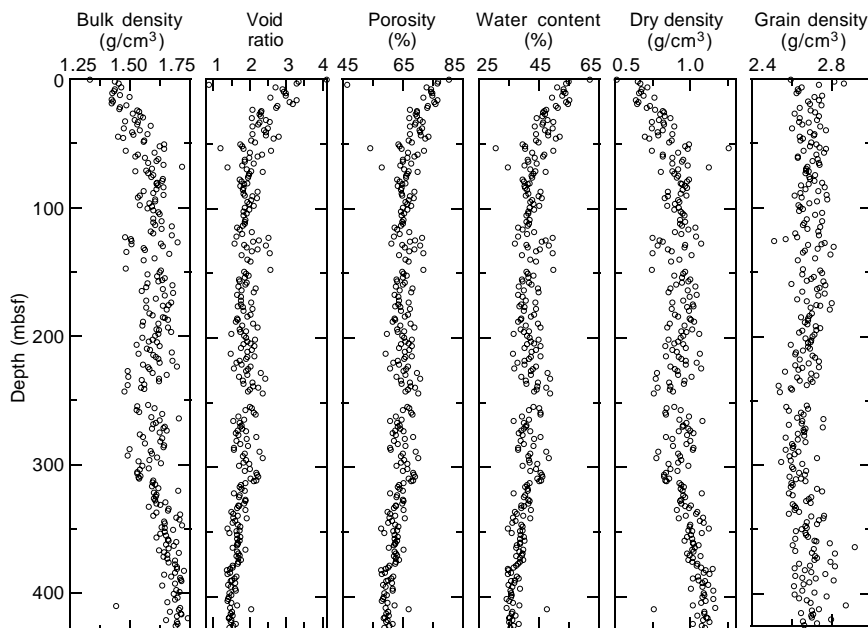 Bulk density Void Porosity Water content Dry density Grain density
(g/cm3) ratio (%) (%) (g/cm3) (g/cm3)
1.25 1.50 1.75 1 2 3 4 45 65 85 25 45 65 0.5 1.0 2.4 2.8
0
100
200
300
400
Depth (mbsf)